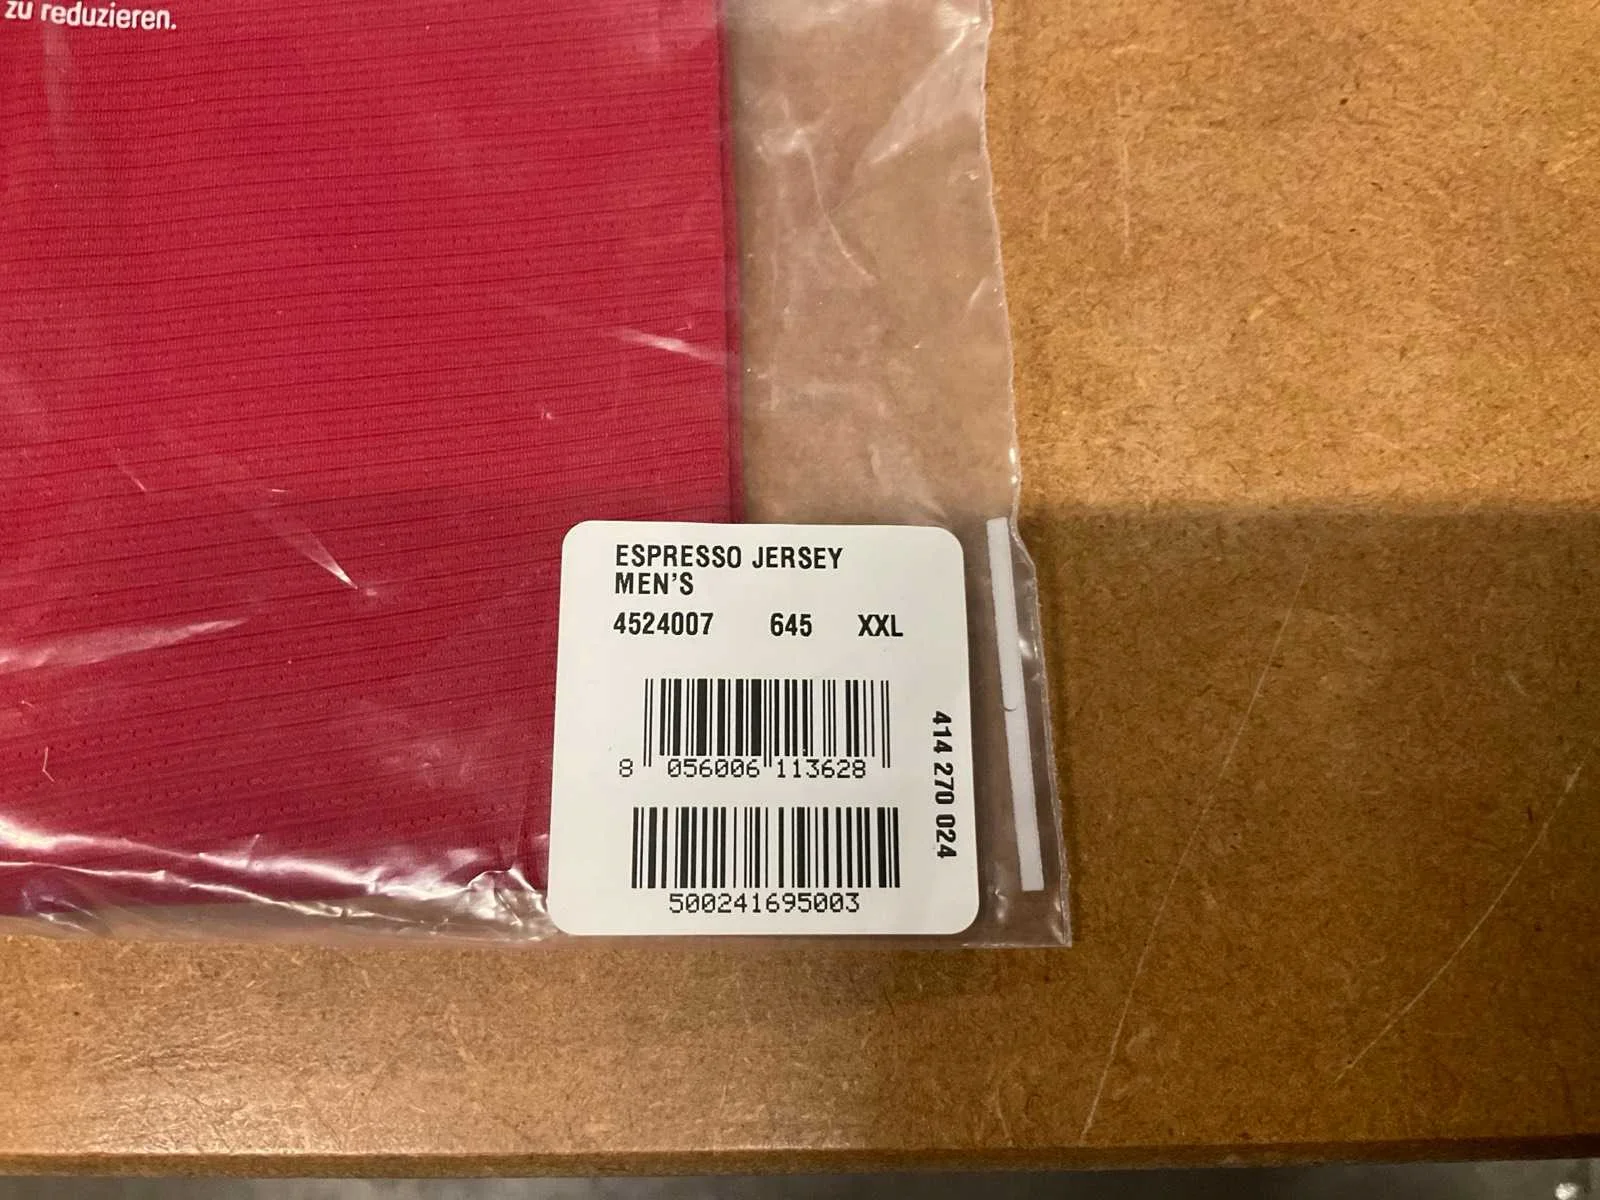 zu reduzieren.
ESPRESSO JERSEY
MEN'S
4524007 645 XXL
8 056006 113628
414 270 024
500241695003